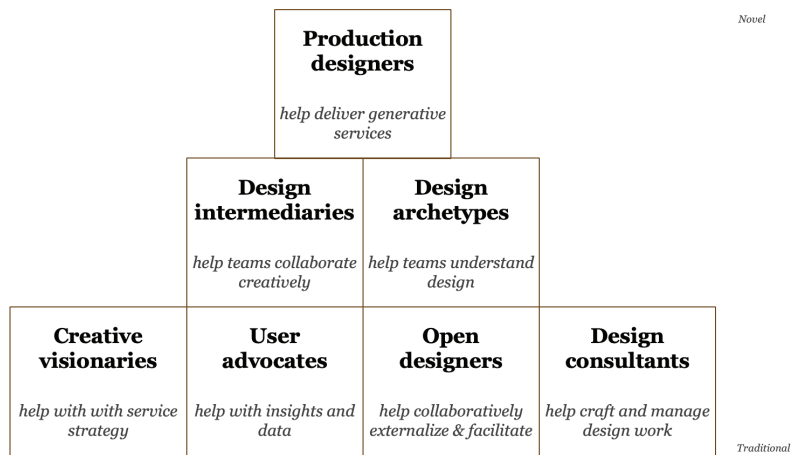 Novel
Production
designers
help deliver generative
services
Design
intermediaries
help teams collaborate
creatively
Design
archetypes
help teams understand
design
Creative
visionaries
help with with service
strategy
User
advocates
help with insights and
data
Open
designers
help collaboratively
externalize & facilitate
Design
consultants
help craft and manage
design work
Traditional